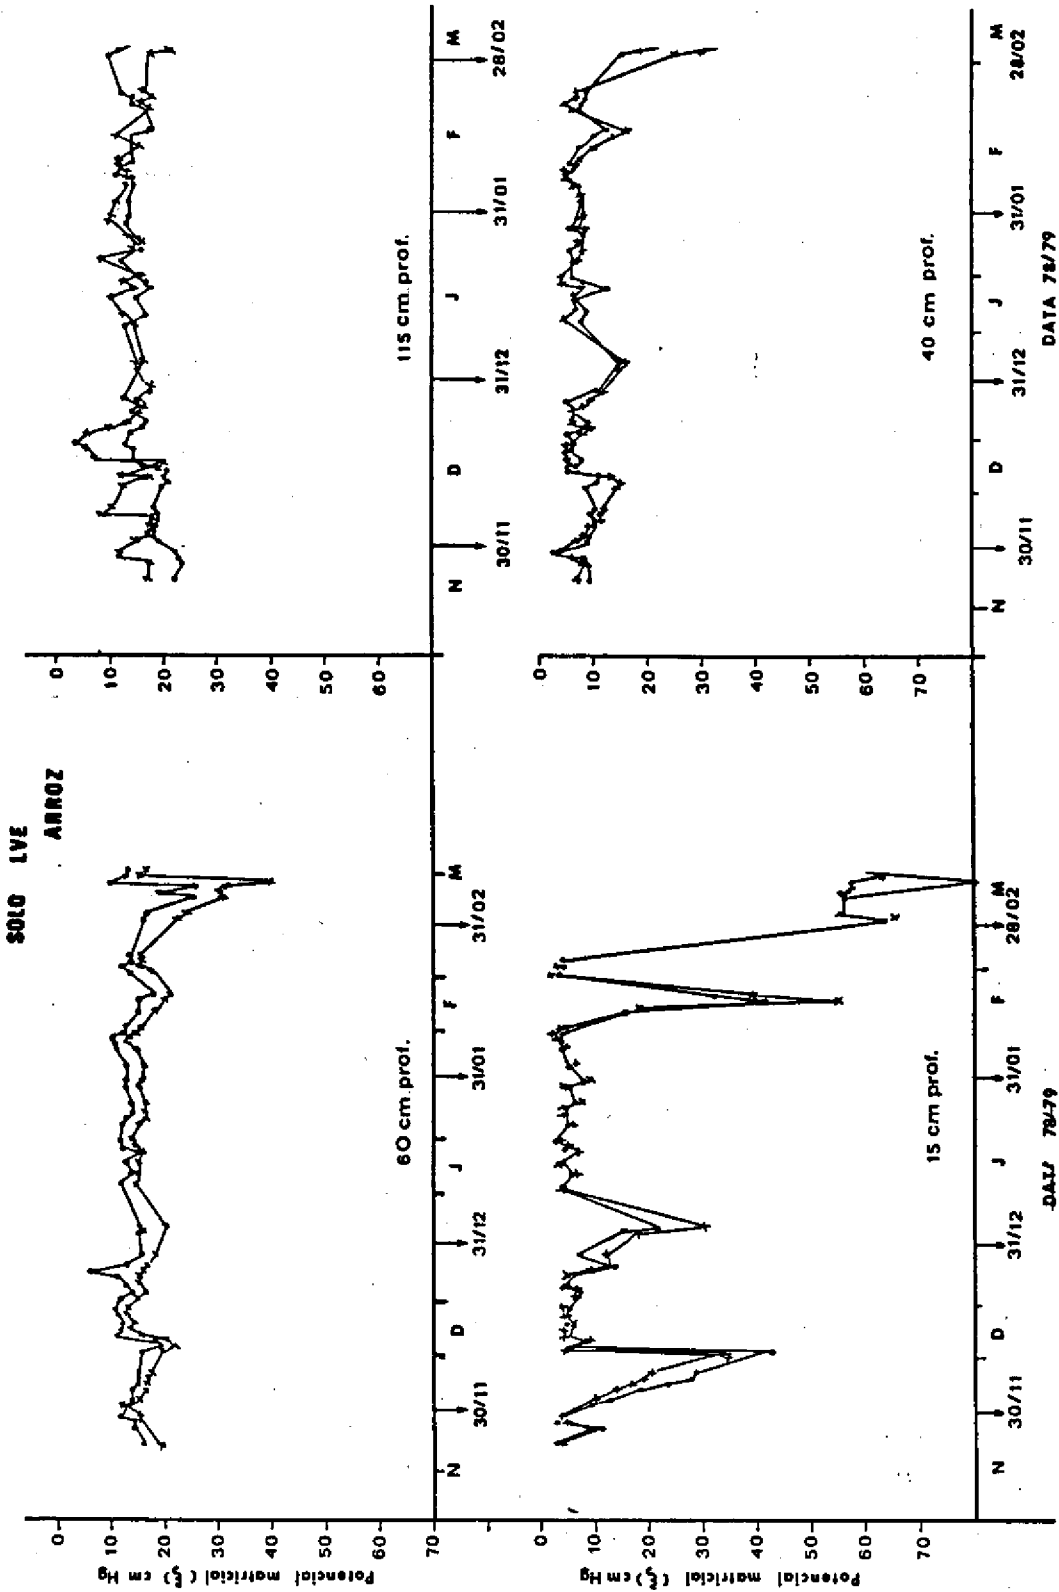 SOLO LVE
ARROZ
Potencial matricial (ξ) cm Hg
0
10
20
30
40
50
60
70
60 cm prof.
N
30/11
D
31/12
J
31/01
F
31/02
M
0
10
20
30
40
50
60
115 cm prof.
N
30/11
D
31/12
J
31/01
F
28/02
M
Potencial matricial (ξ) cm Hg
0
10
20
30
40
50
60
70
15 cm prof.
N
30/11
D
31/12
J
31/01
F
28/02
M
78/79
0
10
20
30
40
50
60
70
40 cm prof.
N
30/11
D
31/12
J
31/01
F
28/02
M
DATA 78/79